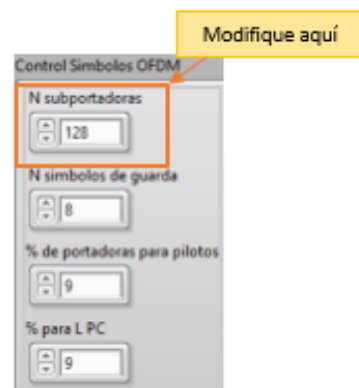 Modifique aquí
Control Simbolos OFDM
N subportadoras
128
N simbolos de guarda
8
% de portadoras para pilotos
9
% para L PC
9